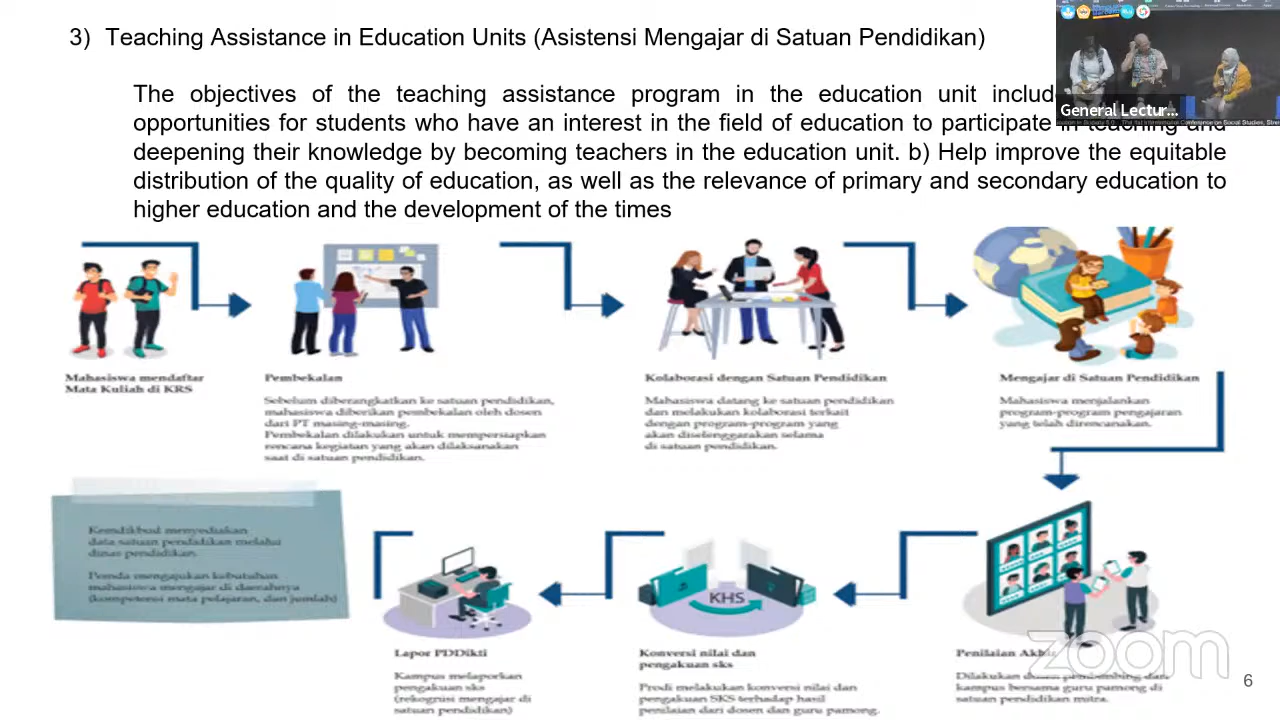 3) Teaching Assistance in Education Units (Asistensi Mengajar di Satuan Pendidikan)
The objectives of the teaching assistance program in the education unit includ
opportunities for students who have an interest in the field of education to participate in teaching and
deepening their knowledge by becoming teachers in the education unit. b) Help improve the equitable
distribution of the quality of education, as well as the relevance of primary and secondary education to
higher education and the development of the times
General Lectur...
Mahasiswa mendaftar
Mata Kuliah di KRS
Pembekalan
Sebelum diberangkatkan ke satuan pendidikan,
mahasiswa diberikan pembekalan oleh dosen
dari PT masing-masing.
Pembekalan dilakukan untuk mempersiapkan
rencana kegiatan yang akan dilaksanakan
saat di satuan pendidikan.
Kolaborasi dengan Satuan Pendidikan
Mahasiswa datang ke satuan pendidikan
dan melakukan kolaborasi terkait
dengan program-program yang
akan diselenggarakan selama
di satuan pendidikan.
Mengajar di Satuan Pendidikan
Mahasiswa menjalankan
program-program pengajaran
yang telah direncanakan.
Kemdikbud menyediakan
data satuan pendidikan melalui
dinas pendidikan.
Pemda mengajukan kebutuhan
mahasiswa mengajar di daerahnya
(kompetensi mata pelajaran, dan jumlah)
Lapor PDDikti
Kampus melaporkan
pengakuan sks
(rekognisi mengajar di
satuan pendidikan)
KHS
Konversi nilai dan
pengakuan sks
Prodi melakukan konversi nilai dan
pengakuan SKS terhadap hasil
penilaian dari dosen dan guru pamong.
Penilaian Akhir
Dilakukan dosen pembimbing dari
kampus bersama guru pamong di
satuan pendidikan mitra.
zoom
6